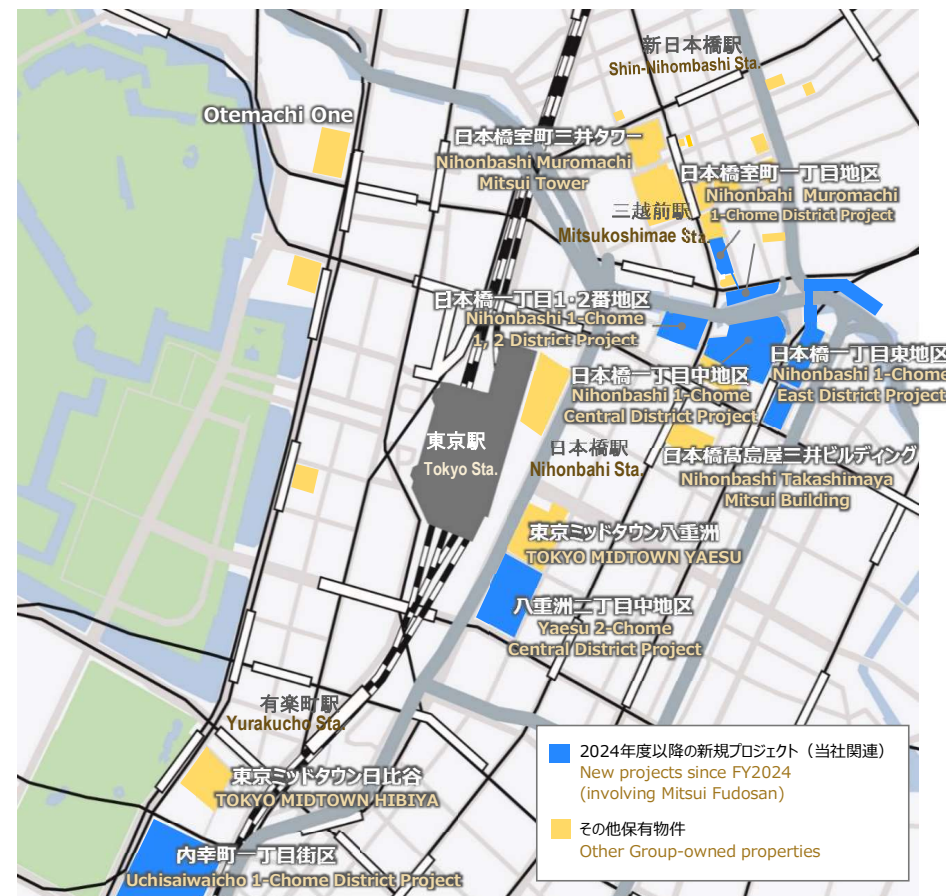 新日本橋駅
Shin-Nihombashi Sta.
Otemachi One
日本橋室町三井タワー
Nihonbashi Muromachi
Mitsui Tower
日本橋室町一丁目地区
Nihonbahi Muromachi
1-Chome District Project
三越前駅
Mitsukoshimae Sta.
日本橋一丁目1・2番地区
Nihonbashi 1-Chome
1, 2 District Project
日本橋一丁目東地区
Nihonbashi 1-Chome
East District Project
日本橋一丁目中地区
Nihonbashi 1-Chome
Central District Project
東京駅
Tokyo Sta.
日本橋駅
Nihonbahi Sta.
日本橋髙島屋三井ビルディング
Nihonbashi Takashimaya
Mitsui Building
東京ミッドタウン八重洲
TOKYO MIDTOWN YAESU
八重洲二丁目中地区
Yaesu 2-Chome
Central District Project
有楽町駅
Yurakucho Sta.
東京ミッドタウン日比谷
TOKYO MIDTOWN HIBIYA
内幸町一丁目街区
Uchisaiwaicho 1-Chome District Project
2024年度以降の新規プロジェクト（当社関連）
New projects since FY2024
(involving Mitsui Fudosan)
その他保有物件
Other Group-owned properties